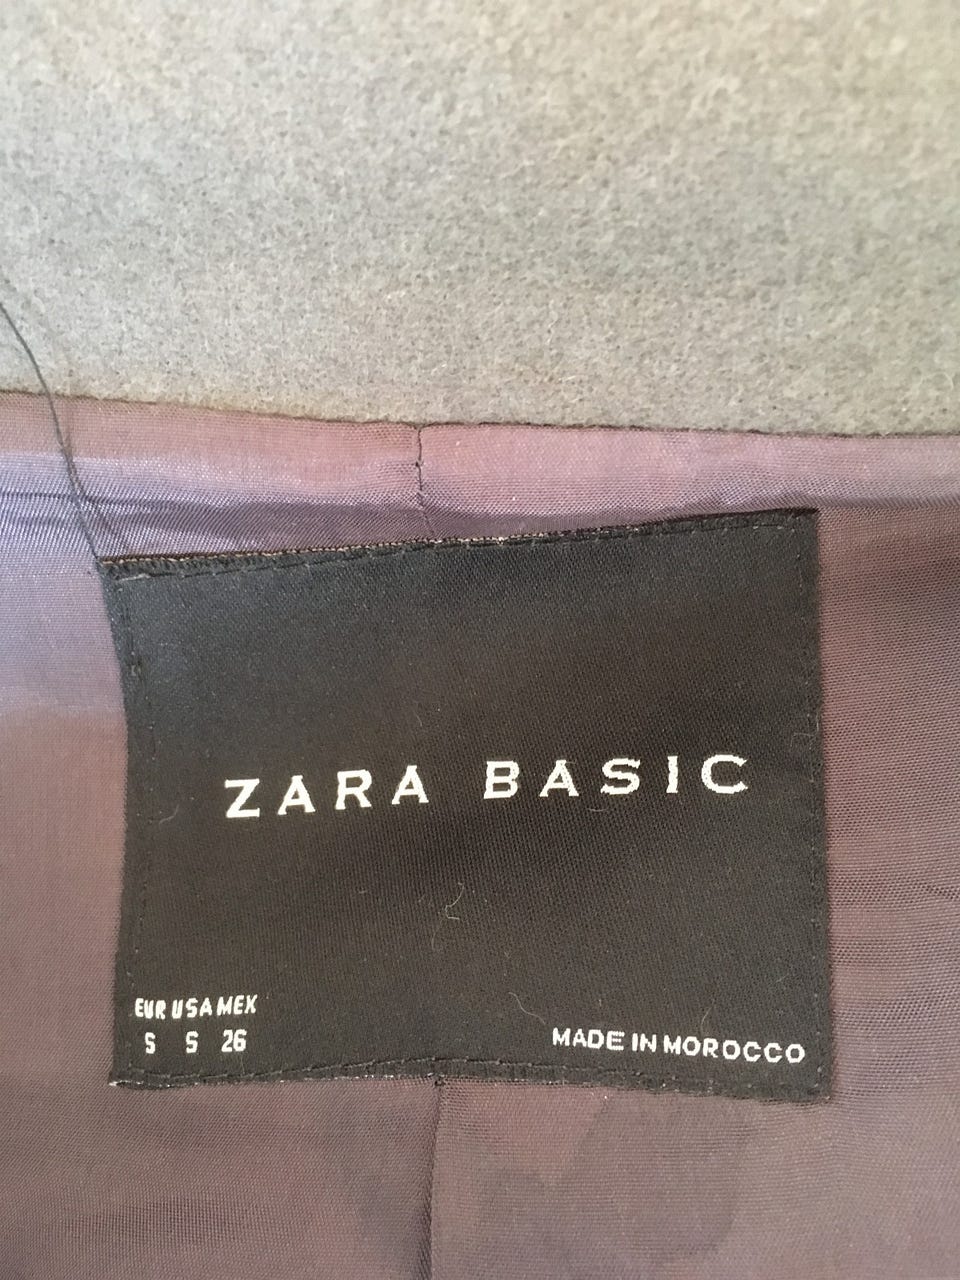 ZARA BASIC
EUR USA MEX
S S 26
MADE IN MOROCCO